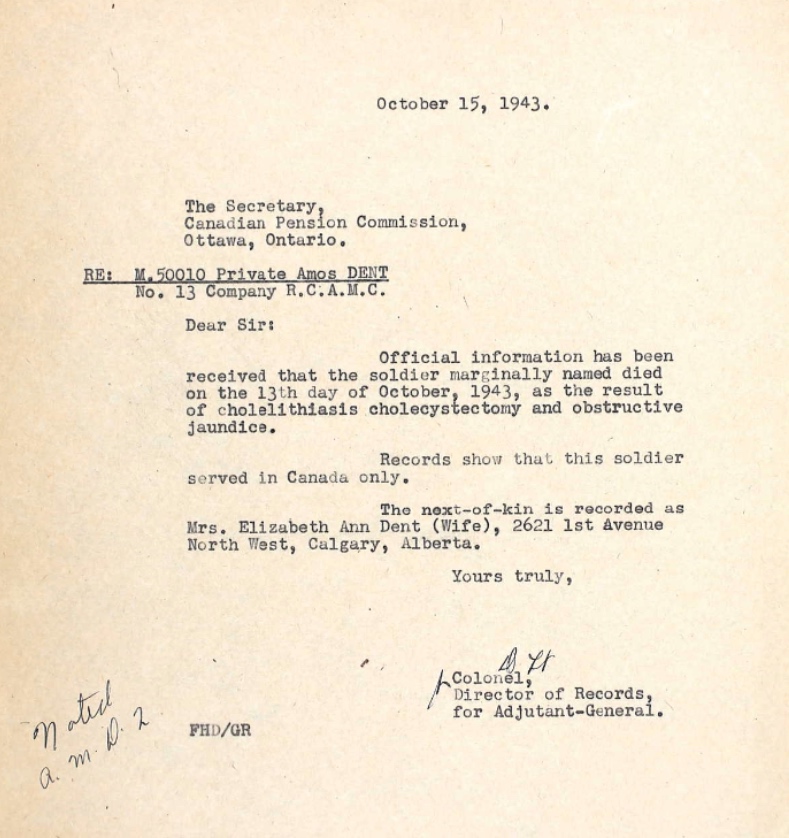 October 15, 1943.
The Secretary,
Canadian Pension Commission,
Ottawa, Ontario.
RE: M.50010 Private Amos DENT
No. 13 Company R.C.A.M.C.
Dear Sir:
Official information has been
received that the soldier marginally named died
on the 13th day of October, 1943, as the result
of cholelithiasis cholecystectomy and obstructive
jaundice.
Records show that this soldier
served in Canada only.
The next-of-kin is recorded as
Mrs. Elizabeth Ann Dent (Wife), 2621 1st Avenue
North West, Calgary, Alberta.
Yours truly,
Colonel,
Director of Records,
for Adjutant-General.
Noted
A. M. D. 2
FHD/GR